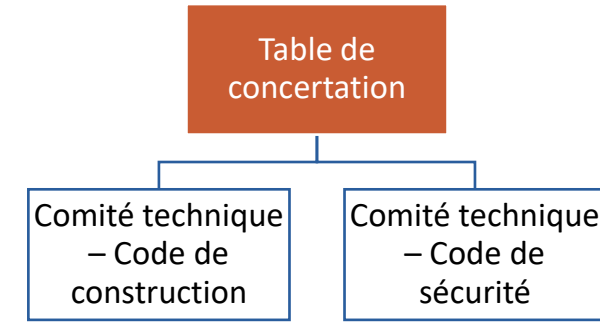 Table de
concertation
Comité technique
– Code de
construction
Comité technique
– Code de
sécurité